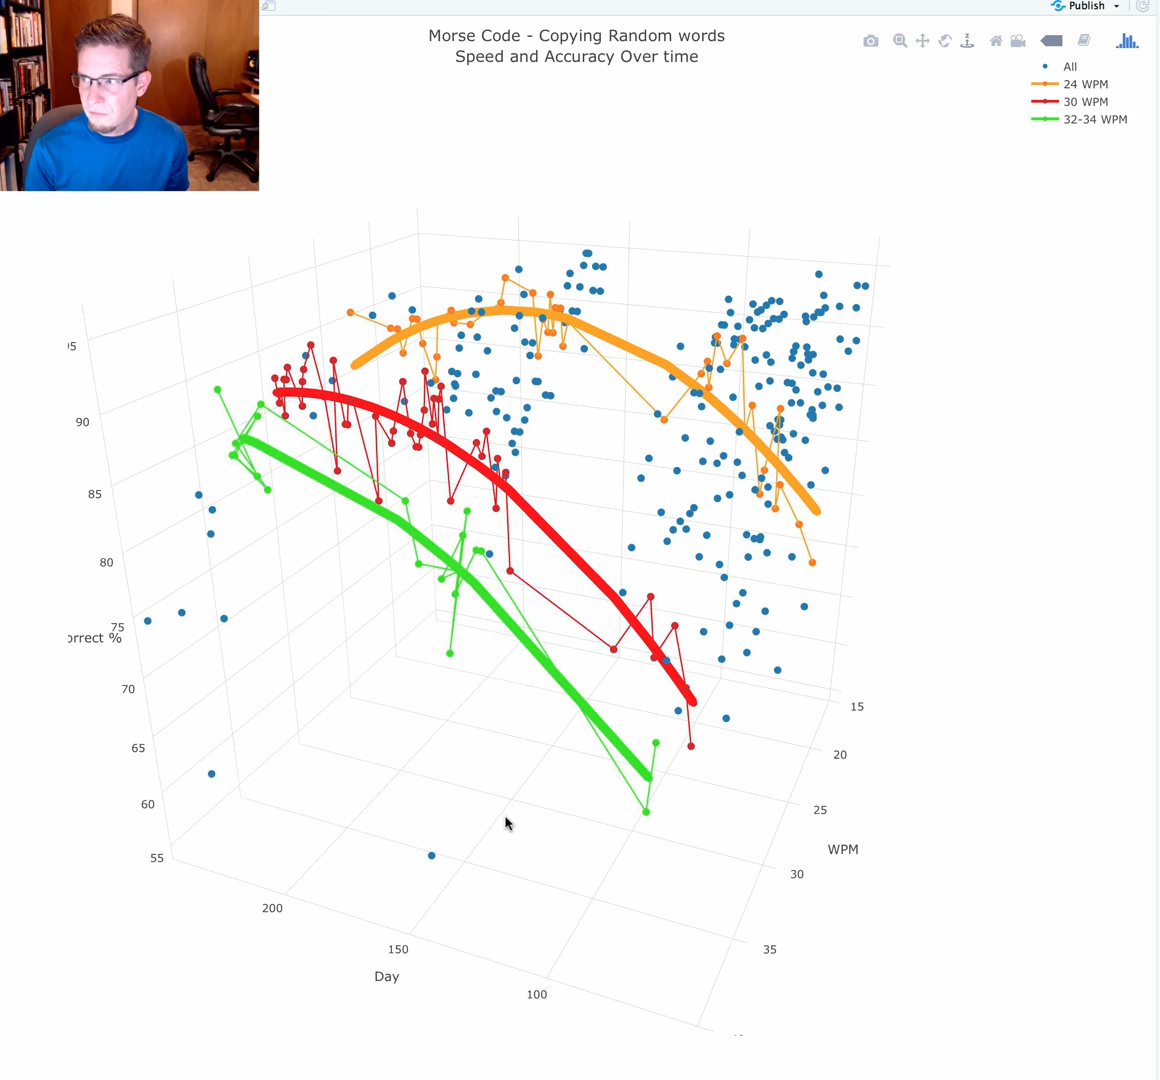 Publish
Morse Code - Copying Random words
Speed and Accuracy Over time
All
24 WPM
30 WPM
32-34 WPM
90
85
80
75
70
65
60
55
200
150
100
Day
15
20
25
30
35
WPM